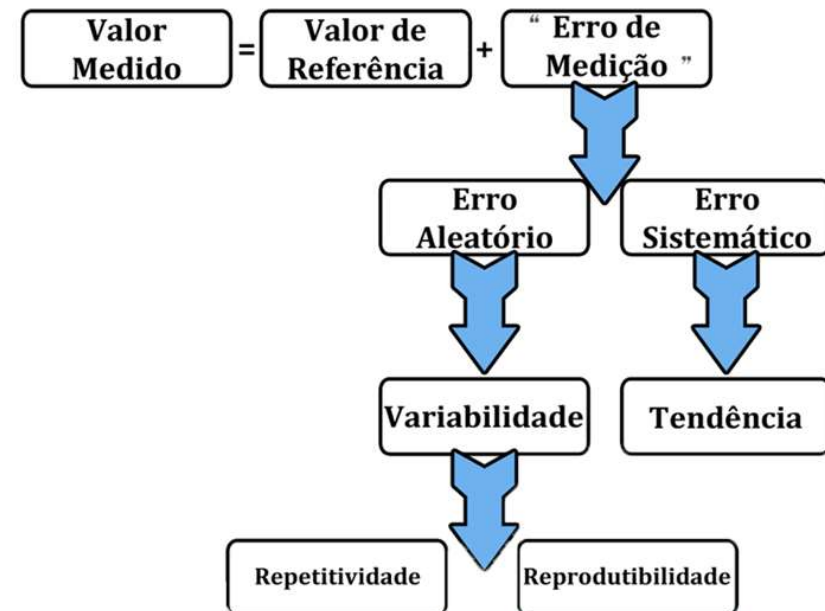 Valor Medido = Valor de Referência + “ Erro de Medição ”
Erro Aleatório
Erro Sistemático
Variabilidade
Tendência
Repetitividade
Reprodutibilidade